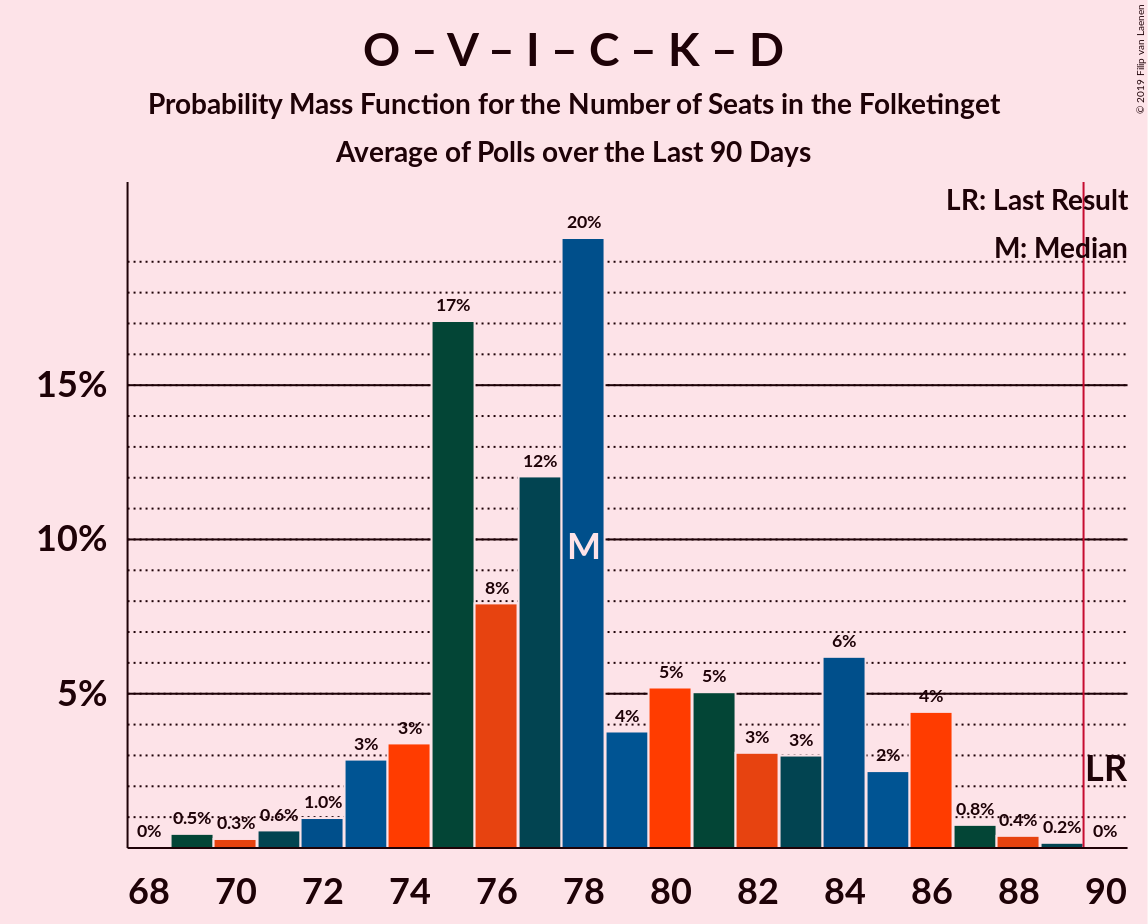 O – V – I – C – K – D
Probability Mass Function for the Number of Seats in the Folketinget
Average of Polls over the Last 90 Days
© 2019 Filip van Laenen
LR: Last Result
M: Median
20%
17%
15%
12%
10%
M
8%
6%
5%
5%
5%
4%
4%
3%
3%
3%
3%
2%
LR
1.0%
0.8%
0.6%
0.5%
0.4%
0.3%
0.2%
0%
0%
68 70 72 74 76 78 80 82 84 86 88 90